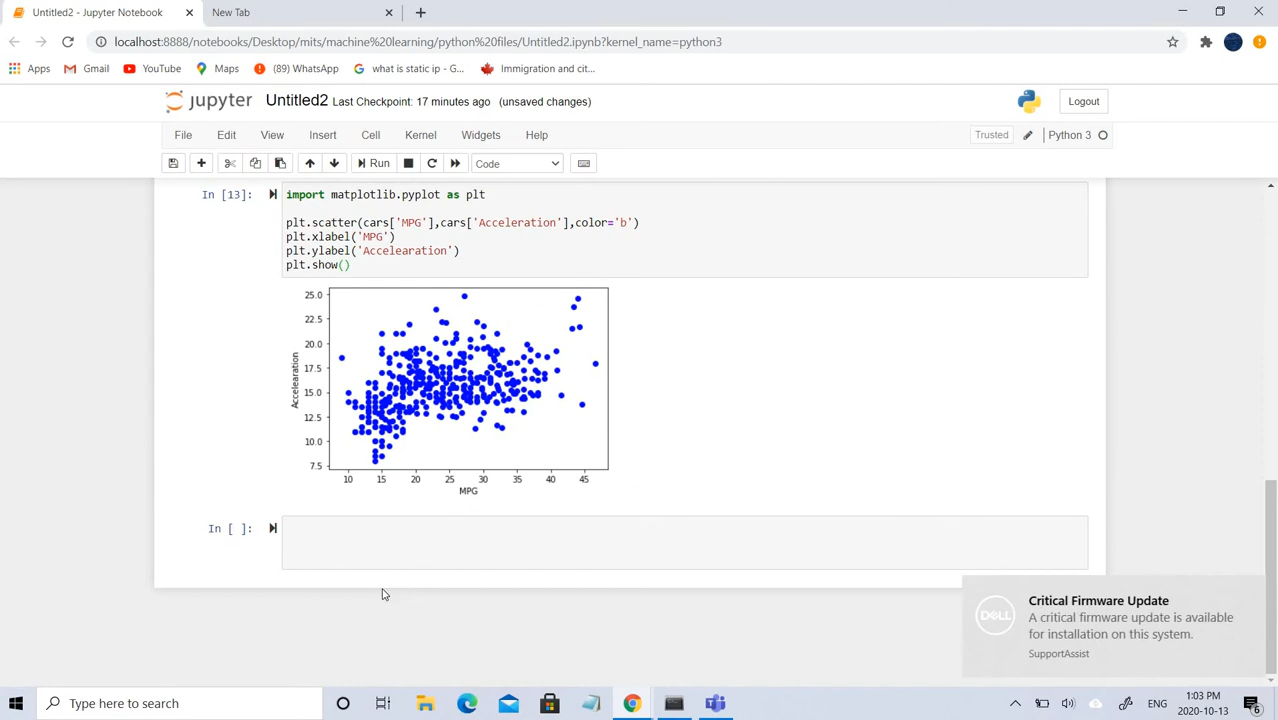 Untitled2 - Jupyter Notebook
New Tab
localhost:8888/notebooks/Desktop/mits/machine%20learning/python%20files/Untitled2.ipynb?kernel_name=python3
Apps Gmail YouTube Maps (89) WhatsApp what is static ip - G... Immigration and cit...
jupyter Untitled2 Last Checkpoint: 17 minutes ago (unsaved changes) Logout
File Edit View Insert Cell Kernel Widgets Help Trusted Python 3
Run Code
In [13]: import matplotlib.pyplot as plt
plt.scatter(cars['MPG'],cars['Acceleration'],color='b')
plt.xlabel('MPG')
plt.ylabel('Accelearation')
plt.show()
25.0
22.5
20.0
17.5
15.0
12.5
10.0
7.5
Accelearation
10 15 20 25 30 35 40 45
MPG
In [ ]:
DELL
Critical Firmware Update
A critical firmware update is available
for installation on this system.
SupportAssist
Type here to search
ENG
1:03 PM
2020-10-13
6